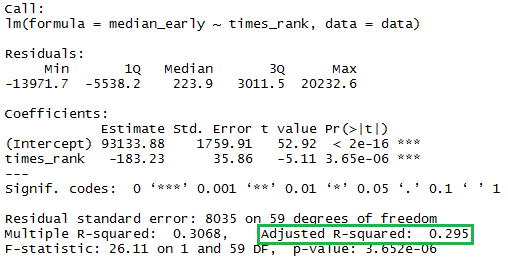 Call:
lm(formula = median_early ~ times_rank, data = data)
Residuals:
Min 1Q Median 3Q Max
-13971.7 -5538.2 223.9 3011.5 20232.6
Coefficients:
Estimate Std. Error t value Pr(>|t|)
(Intercept) 93133.88 1759.91 52.92 < 2e-16 ***
times_rank -183.23 35.86 -5.11 3.65e-06 ***
---
Signif. codes: 0 ‘***’ 0.001 ‘**’ 0.01 ‘*’ 0.05 ‘.’ 0.1 ‘ ’ 1
Residual standard error: 8035 on 59 degrees of freedom
Multiple R-squared: 0.3068, Adjusted R-squared: 0.295
F-statistic: 26.11 on 1 and 59 DF, p-value: 3.652e-06